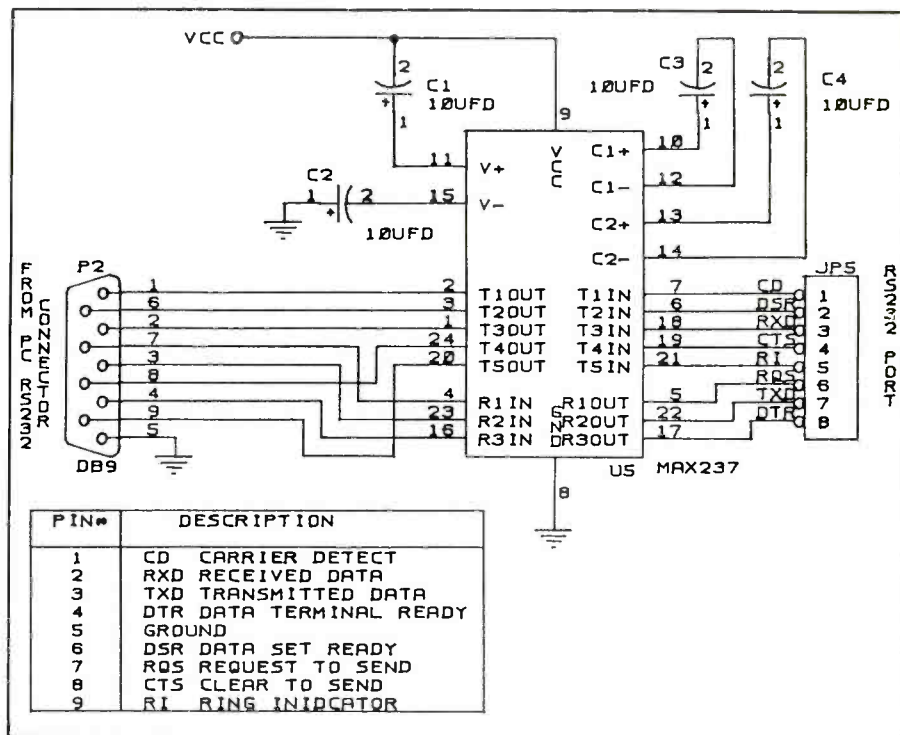 VCC
2
C1
10UFD
+
1
C2
1
2
+
10UFD
C3
10UFD
2
+
1
2
C4
10UFD
+
1
9
VCC
11
V+
15
V-
C1+
10
C1-
12
C2+
13
C2-
14
FROM PC RS232
CONNECTOR
P2
1
6
2
7
3
8
4
9
5
DB9
2
3
1
24
20
4
23
16
T1OUT T1IN
T2OUT T2IN
T3OUT T3IN
T4OUT T4IN
T5OUT T5IN
R1IN R1OUT
R2IN R2OUT
R3IN R3OUT
GND
7
6
18
19
21
5
22
17
CD
DSR
RXD
CTS
RI
RQS
TXD
DTR
JP5
1
2
3
4
5
6
7
8
RS232 PORT
U5 MAX237
8
PIN# DESCRIPTION
1 CD CARRIER DETECT
2 RXD RECEIVED DATA
3 TXD TRANSMITTED DATA
4 DTR DATA TERMINAL READY
5 GROUND
6 DSR DATA SET READY
7 RQS REQUEST TO SEND
8 CTS CLEAR TO SEND
9 RI RING INIDCATOR